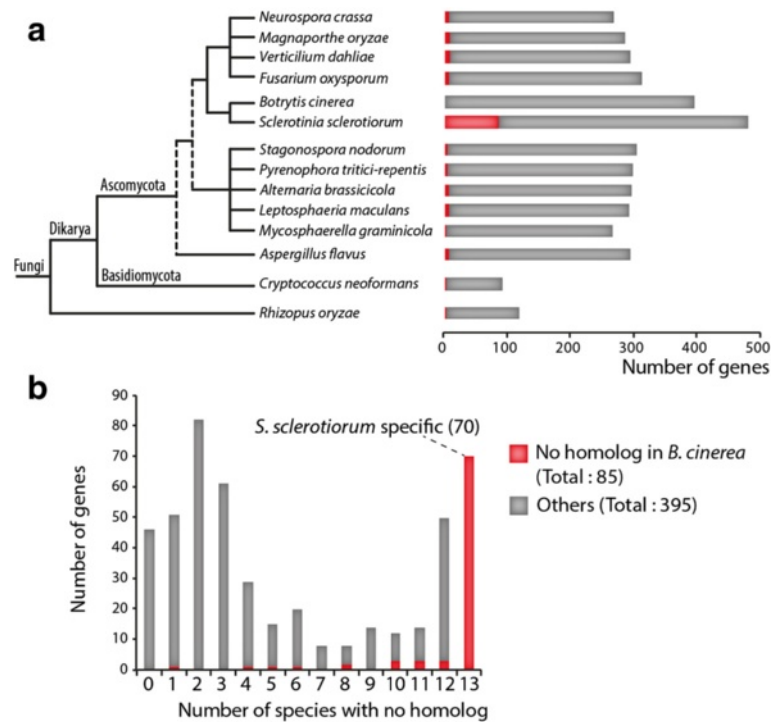 a
Neurospora crassa
Magnaporthe oryzae
Verticilium dahliae
Fusarium oxysporum
Botrytis cinerea
Sclerotinia sclerotiorum
Stagonospora nodorum
Pyrenophora tritici-repentis
Alternaria brassicicola
Leptosphaeria maculans
Mycosphaerella graminicola
Aspergillus flavus
Cryptococcus neoformans
Rhizopus oryzae
Ascomycota
Dikarya
Fungi
Basidiomycota
0 100 200 300 400 500
Number of genes
b
90
80
70
60
50
40
30
20
10
0
Number of genes
S. sclerotiorum specific (70)
No homolog in B. cinerea
(Total : 85)
Others (Total : 395)
0 1 2 3 4 5 6 7 8 9 10 11 12 13
Number of species with no homolog